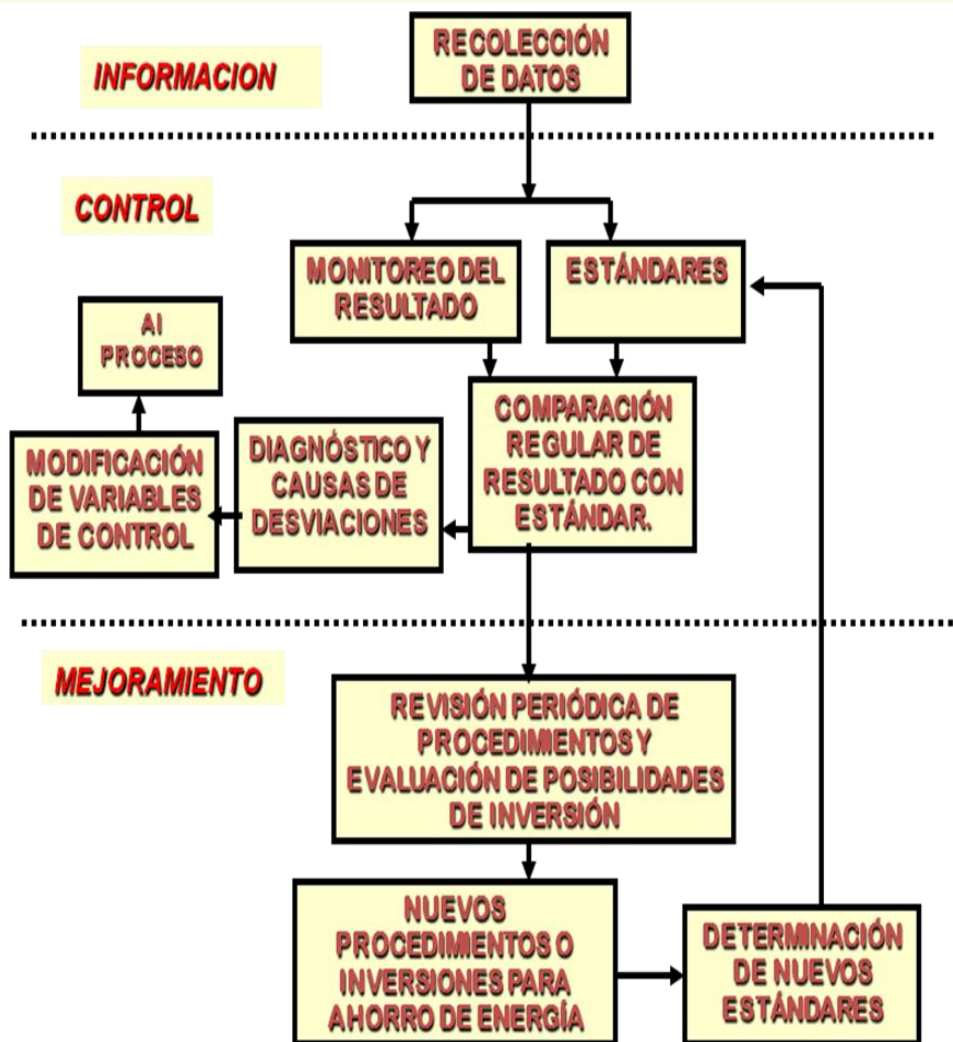 RECOLECCIÓN
DE DATOS
INFORMACION
CONTROL
MONITOREO DEL
RESULTADO
ESTÁNDARES
Al
PROCESO
COMPARACIÓN
REGULAR DE
RESULTADO CON
ESTÁNDAR.
DIAGNÓSTICO Y
CAUSAS DE
DESVIACIONES
MODIFICACIÓN
DE VARIABLES
DE CONTROL
MEJORAMIENTO
REVISIÓN PERIÓDICA DE
PROCEDIMIENTOS Y
EVALUACIÓN DE POSIBILIDADES
DE INVERSIÓN
NUEVOS
PROCEDIMIENTOS O
INVERSIONES PARA
AHORRO DE ENERGÍA
DETERMINACIÓN
DE NUEVOS
ESTÁNDARES